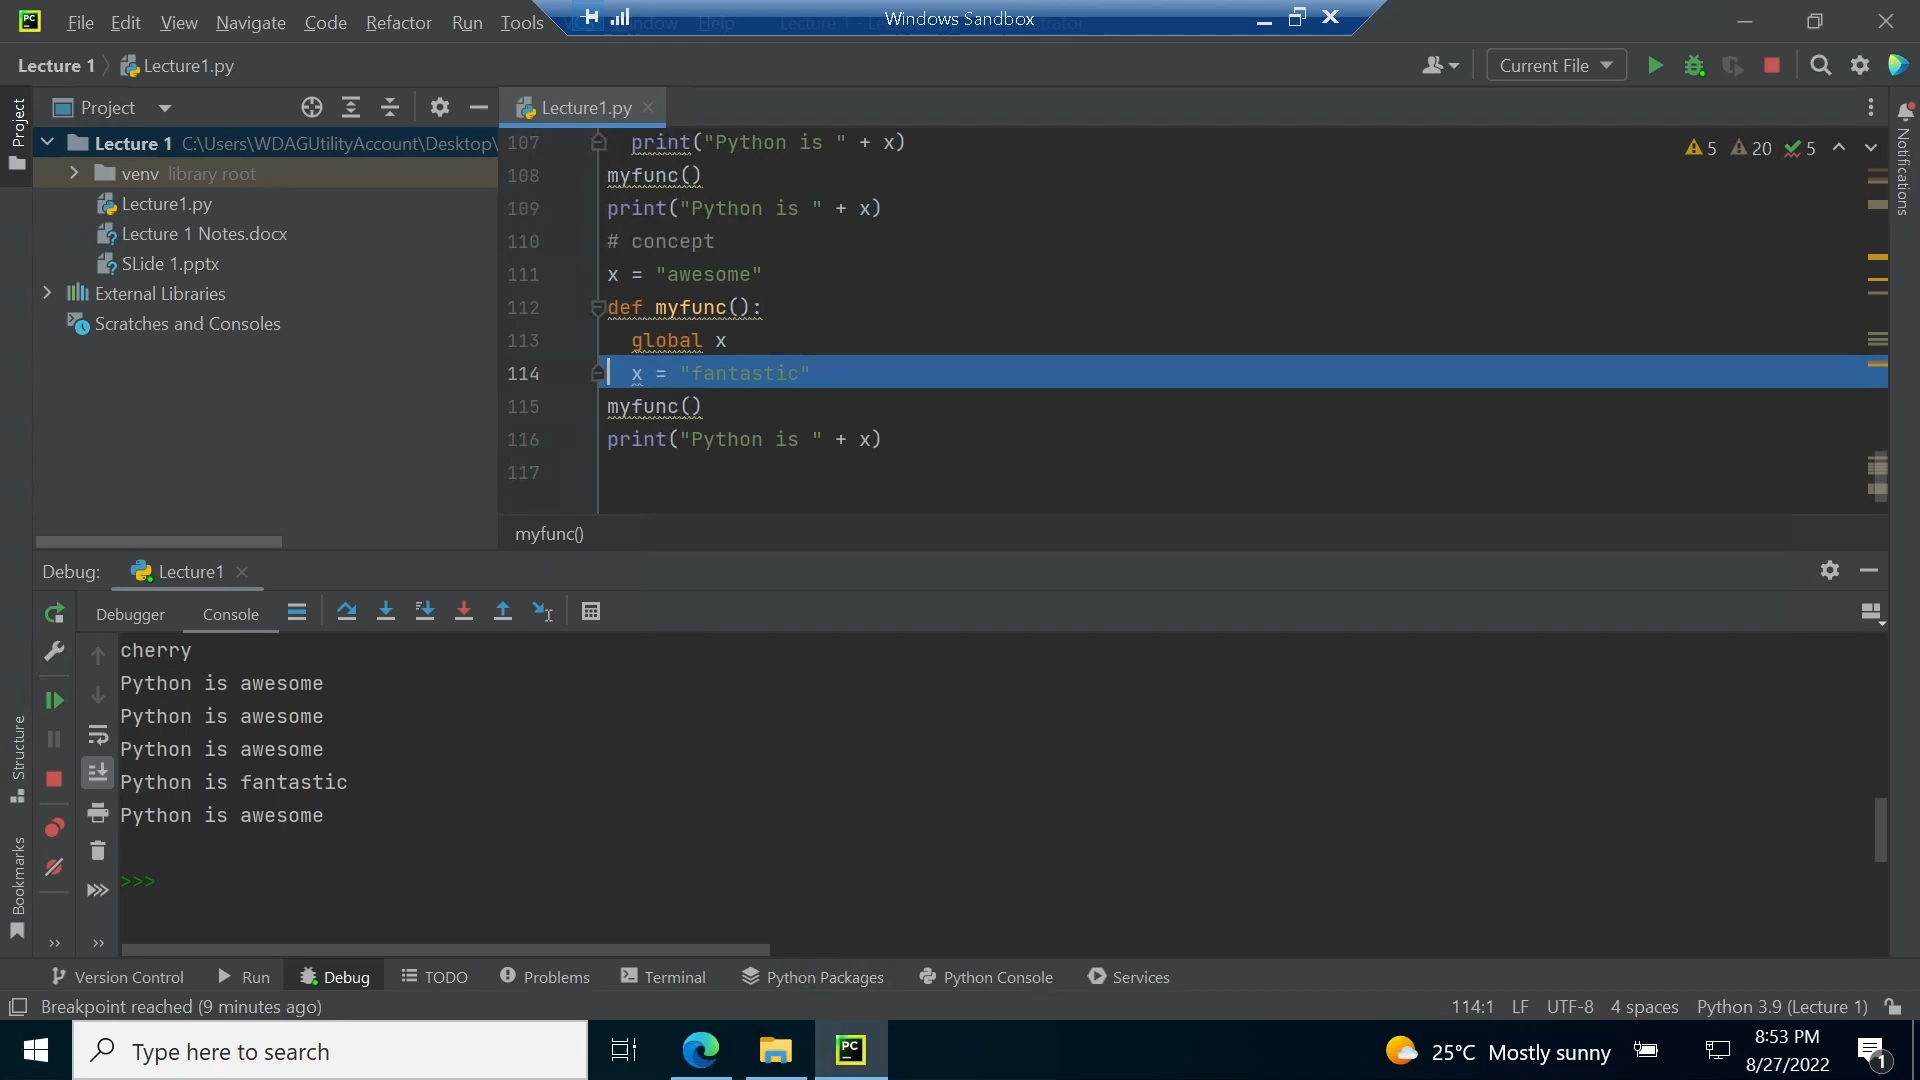 Windows Sandbox
PC File Edit View Navigate Code Refactor Run Tools
Lecture 1 Lecture1.py
Current File
Project
Project
Lecture 1 C:\Users\WDAGUtilityAccount\Desktop\
venv library root
Lecture1.py
Lecture 1 Notes.docx
SLide 1.pptx
External Libraries
Scratches and Consoles
Lecture1.py
5 20 5
Notifications
107 print("Python is " + x)
108 myfunc()
109 print("Python is " + x)
110 # concept
111 x = "awesome"
112 def myfunc():
113 global x
114 x = "fantastic"
115 myfunc()
116 print("Python is " + x)
117
myfunc()
Debug: Lecture1
Debugger Console
cherry
Python is awesome
Python is awesome
Python is awesome
Python is fantastic
Python is awesome
>>>
Structure
Bookmarks
Version Control Run Debug TODO Problems Terminal Python Packages Python Console Services
Breakpoint reached (9 minutes ago)
114:1 LF UTF-8 4 spaces Python 3.9 (Lecture 1)
Type here to search
PC
25°C Mostly sunny
8:53 PM
8/27/2022
1